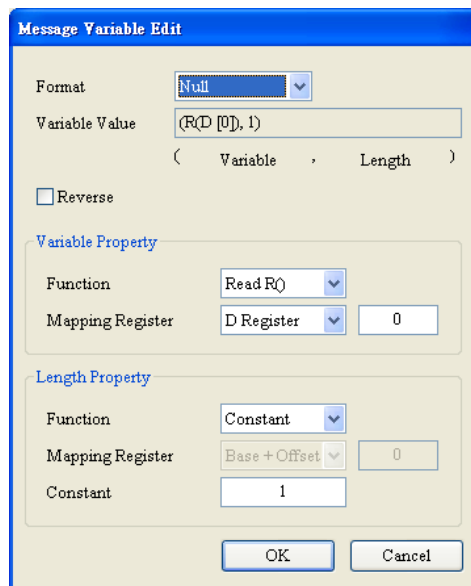 Message Variable Edit
Format Null
Variable Value (R(D [0]), 1)
( Variable , Length )
Reverse
Variable Property
Function Read R()
Mapping Register D Register 0
Length Property
Function Constant
Mapping Register Base + Offset 0
Constant 1
OK Cancel